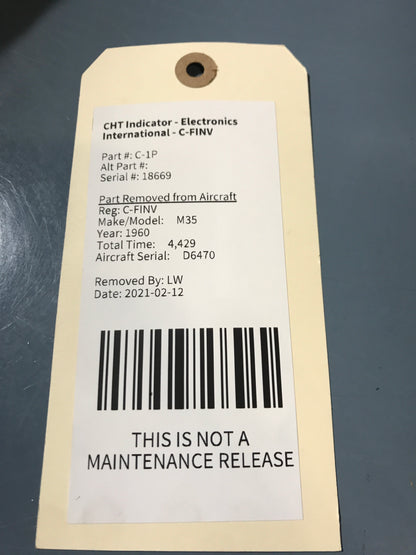 CHT Indicator - Electronics
International - C-FINV
Part #: C-1P
Alt Part #:
Serial #: 18669
Part Removed from Aircraft
Reg: C-FINV
Make/Model: M35
Year: 1960
Total Time: 4,429
Aircraft Serial: D6470
Removed By: LW
Date: 2021-02-12
THIS IS NOT A
MAINTENANCE RELEASE